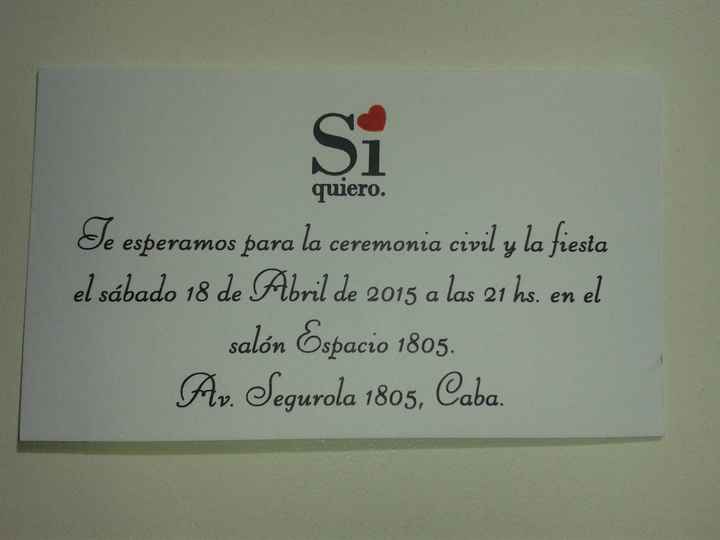 Si
quiero.
Te esperamos para la ceremonia civil y la fiesta
el sábado 18 de Abril de 2015 a las 21 hs. en el
salón Espacio 1805.
Av. Segurola 1805, Caba.